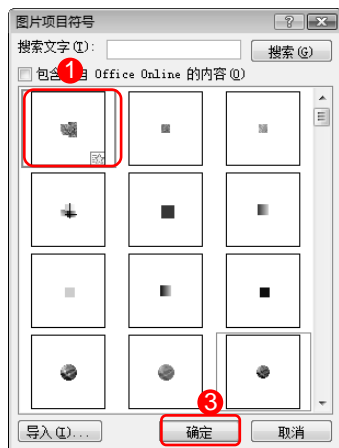 图片项目符号
搜索文字(T):
搜索(G)
包含 自 Office Online 的内容(O)
1
3
导入(I)...
确定
取消